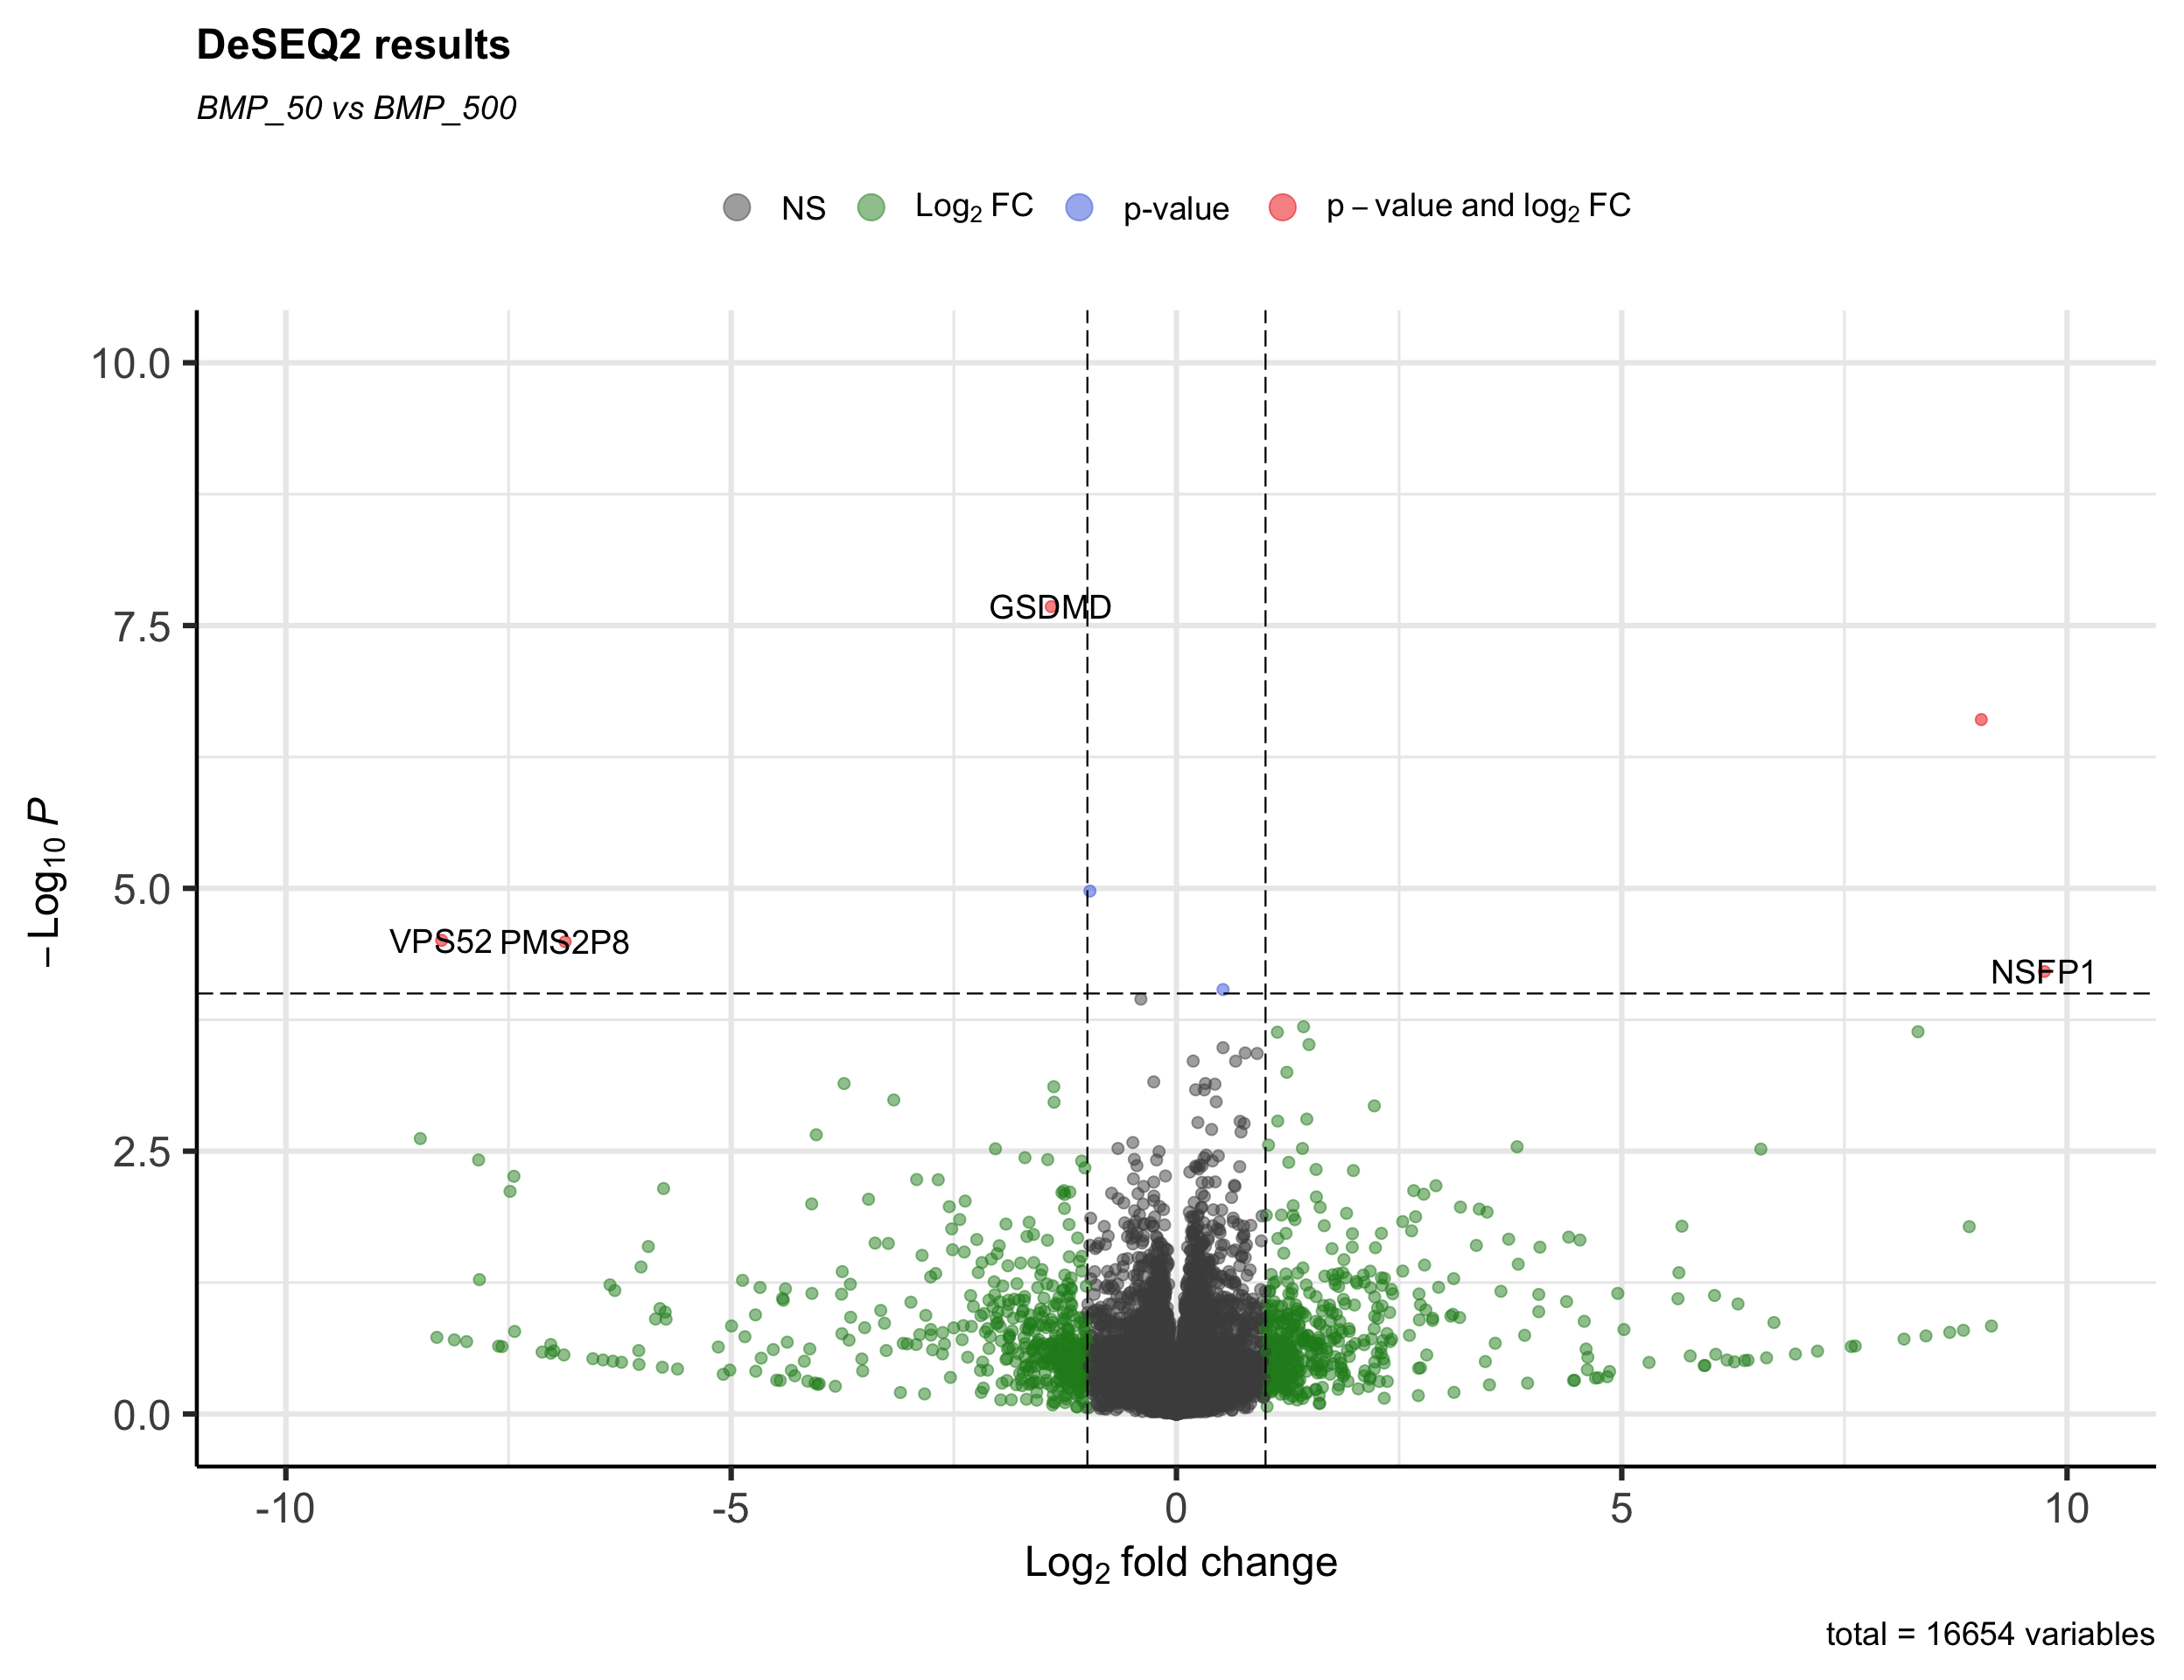 DeSEQ2 results
BMP_50 vs BMP_500
NS Log₂ FC p-value p – value and log₂ FC
10.0
7.5
5.0
2.5
0.0
– Log₁₀ P
GSDMD
VPS52 PMS2P8
NSFP1
-10 -5 0 5 10
Log₂ fold change
total = 16654 variables